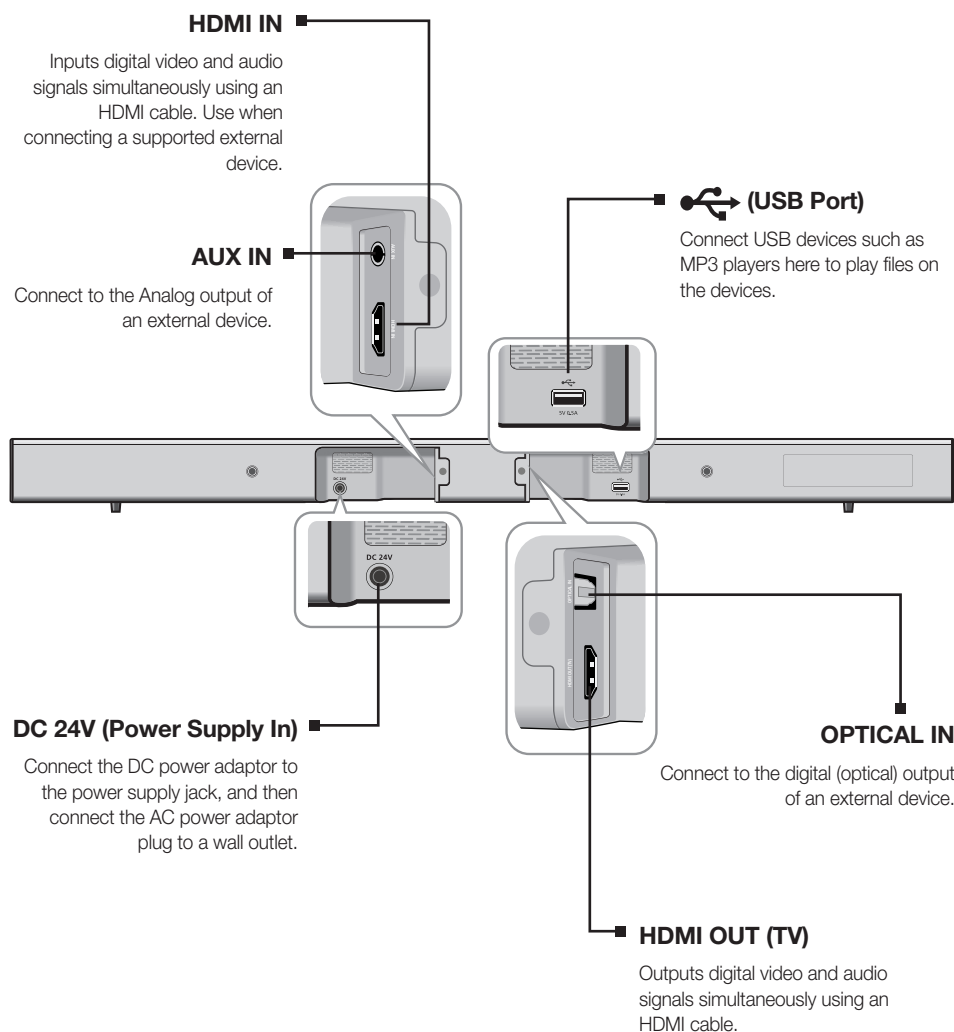 HDMI IN
Inputs digital video and audio
signals simultaneously using an
HDMI cable. Use when
connecting a supported external
device.
AUX IN
Connect to the Analog output of
an external device.
(USB Port)
Connect USB devices such as
MP3 players here to play files on
the devices.
5V 0.5A
DC 24V
DC 24V
OPTICAL IN
DC 24V (Power Supply In)
Connect the DC power adaptor to
the power supply jack, and then
connect the AC power adaptor
plug to a wall outlet.
OPTICAL IN
Connect to the digital (optical) output
of an external device.
HDMI OUT (TV)
Outputs digital video and audio
signals simultaneously using an
HDMI cable.